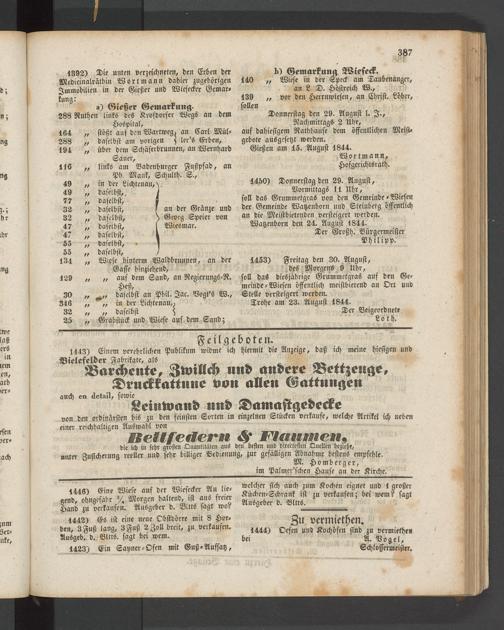 387
1392) Die unten verzeichneten, den Erben der
Medicinalräthin Wortmann dahier zugehörigen
Immobilien in der Gießer und Wiesecker Gemar-
kung:
a) Gießer Gemarkung.
288 Ruthen links des Krofdorfer Wegs an dem
Hospital,
164 „ stößt auf den Wartweg, an Carl Mül-
288 „ daselbst am vorigen } ler's Erben,
194 „ über dem Schäferbrunnen, an Bernhard
Sauer,
116 „ links am Badenburger Fußpfad, an
Ph. Mank, Schulth. S.,
49 „ in der Lichtenau,
49 „ daselbst,
77 „ daselbst,
32 „ daselbst,
32 „ daselbst,
47 „ daselbst,
47 „ daselbst,
55 „ daselbst,
55 „ daselbst,
an der Gränge und
Georg Speier von
Wiesmar.
134 „ Wiese hinterm Waldbrunnen, an der
Gasse hinziehend,
129 „ „ auf dem Sand, an Regierungs-R.
Heß,
30 „ „ daselbst an Phil. Jac. Vogt's W.,
346 „ „ in der Lichtenau,
32 „ „ daselbst
25 „ Grabstück und Wiese auf dem Sand;
b) Gemarkung Wieseck.
140 „ Wiese in der Speck am Taubenänger,
an L. D. Höstreich W.,
139 „ vor den Herrnwiesen, an Christ. Löber,
sollen
Donnerstag den 29. August l. J.,
Nachmittags 2 Uhr,
auf dahiesigem Rathhause dem öffentlichen Meist-
gebote ausgesetzt werden.
Gießen am 15. August 1844.
Wortmann,
Hofgerichtsrath.
1450) Donnerstag den 29. August,
Vormittags 11 Uhr,
soll das Grummetgras von den Gemeinde-Wiesen
der Gemeinde Watzenborn und Steinberg öffentlich
an die Meistbietenden versteigert werden.
Watzenborn den 24. August 1844.
Der Großh. Bürgermeister
Philipp.
1453) Freitag den 30. August,
des Morgens 9 Uhr,
soll das diesjährige Grummetgras auf den Ge-
meinde-Wiesen öffentlich meistbietend an Ort und
Stelle versteigert werden.
Trohe am 23. August 1844.
Der Beigeordnete
Loth.
Feilgeboten.
1443) Einem verehrlichen Publikum widme ich hiermit die Anzeige, daß ich meine hiesigen und
Bielefelder Fabrikate, als
Barchente, Zwillch und andere Bettzeuge,
Druckkattune von allen Gattungen
auch en detail, sowie
Leinwand und Damastgedecke
von den ordinärsten bis zu den feinsten Sorten in einzelnen Stücken verkaufe, welche Artikel ich neben
einer reichhaltigen Auswahl von
Bettfedern & Flaumen,
die ich in sehr großen Quantitäten aus den besten und directesten Quellen beziehe,
unter Zusicherung reeller und sehr billiger Bedienung, zur gefälligen Abnahme bestens empfehle.
M. Homberger,
im Palmer'schen Hause an der Kirche.
1446) Eine Wiese auf der Wiesecker Au lie-
gend, ohngefähr ¾ Morgen haltend, ist aus freier
Hand zu verkaufen. Ausgeber d. Blts sagt wo?
1442) Es ist eine neue Obstdörre mit 8 Hor-
den, 3 Fuß lang, 3 Fuß 2 Zoll breit, zu verkaufen.
Ausgeb. d. Blts. sagt bei wem.
1423) Ein Sayner-Ofen mit Guß-Aufsatz,
welcher sich auch zum Kochen eignet und 1 großer
Küchen-Schrank ist zu verkaufen; bei wem? sagt
Ausgeber d. Blts.
Zu vermiethen.
1444) Oefen und Kochöfen sind zu vermiethen
bei A. Vogel,
Schlossermeister.